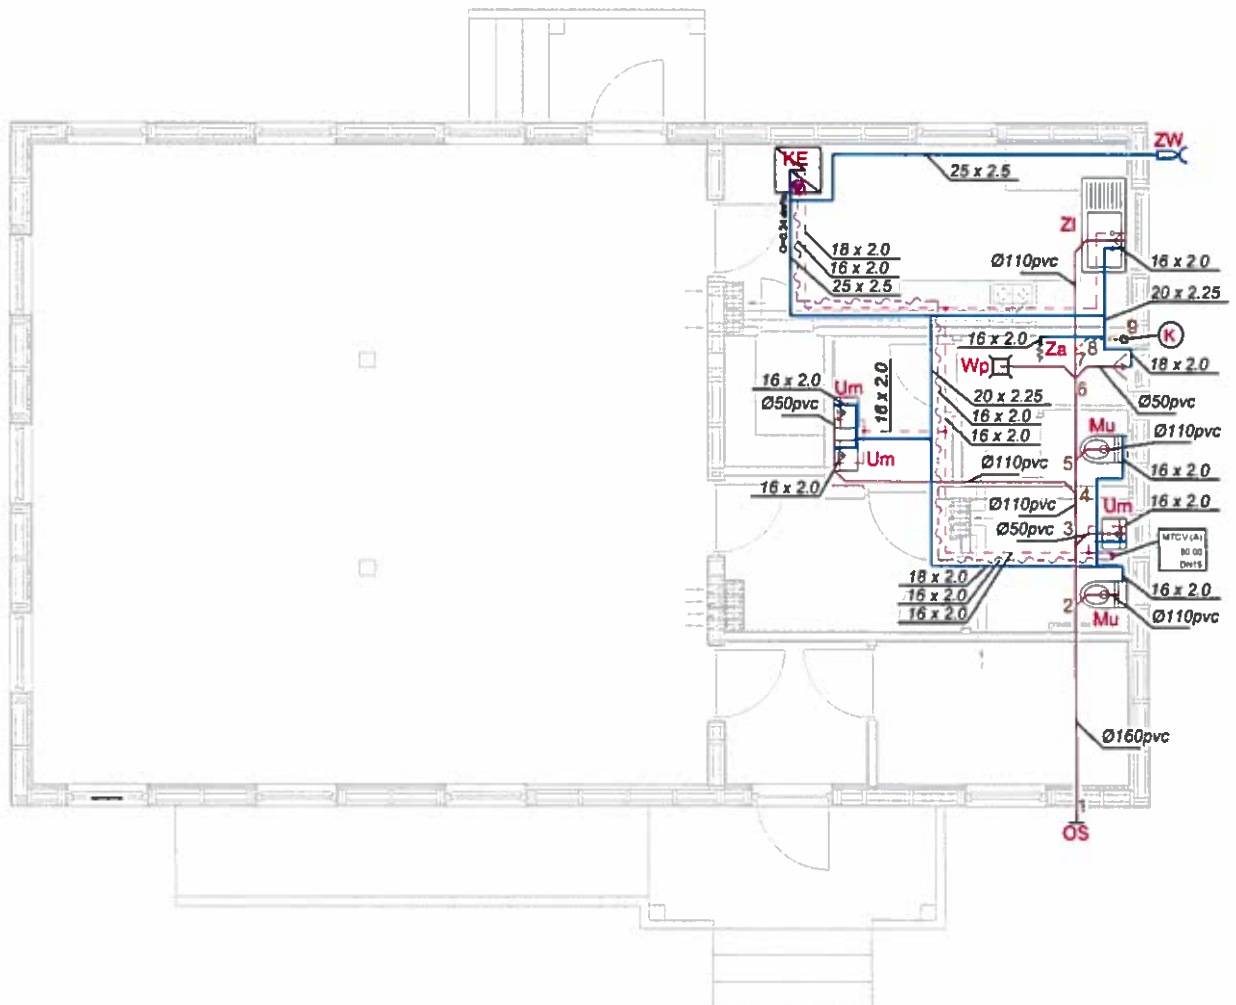 ZW
KE
25 x 2.5
Zl
18 x 2.0
16 x 2.0
25 x 2.5
Ø110pvc
16 x 2.0
20 x 2.25
9
K
16 x 2.0
Za
8
7
Wp
18 x 2.0
6
16 x 2.0
Um
Ø50pvc
16 x 2.0
20 x 2.25
16 x 2.0
16 x 2.0
Ø50pvc
Mu
Ø110pvc
Um
5
Ø110pvc
16 x 2.0
16 x 2.0
4
Ø110pvc
Um
16 x 2.0
Ø50pvc
3
MTCV (A)
DN15
18 x 2.0
16 x 2.0
16 x 2.0
16 x 2.0
2
Mu
Ø110pvc
Ø160pvc
1
OS